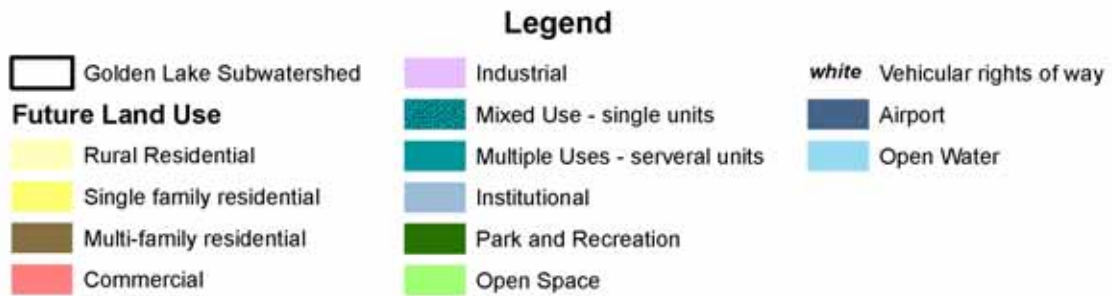 Legend
Golden Lake Subwatershed
Future Land Use
Rural Residential
Single family residential
Multi-family residential
Commercial
Industrial
Mixed Use - single units
Multiple Uses - serveral units
Institutional
Park and Recreation
Open Space
white Vehicular rights of way
Airport
Open Water